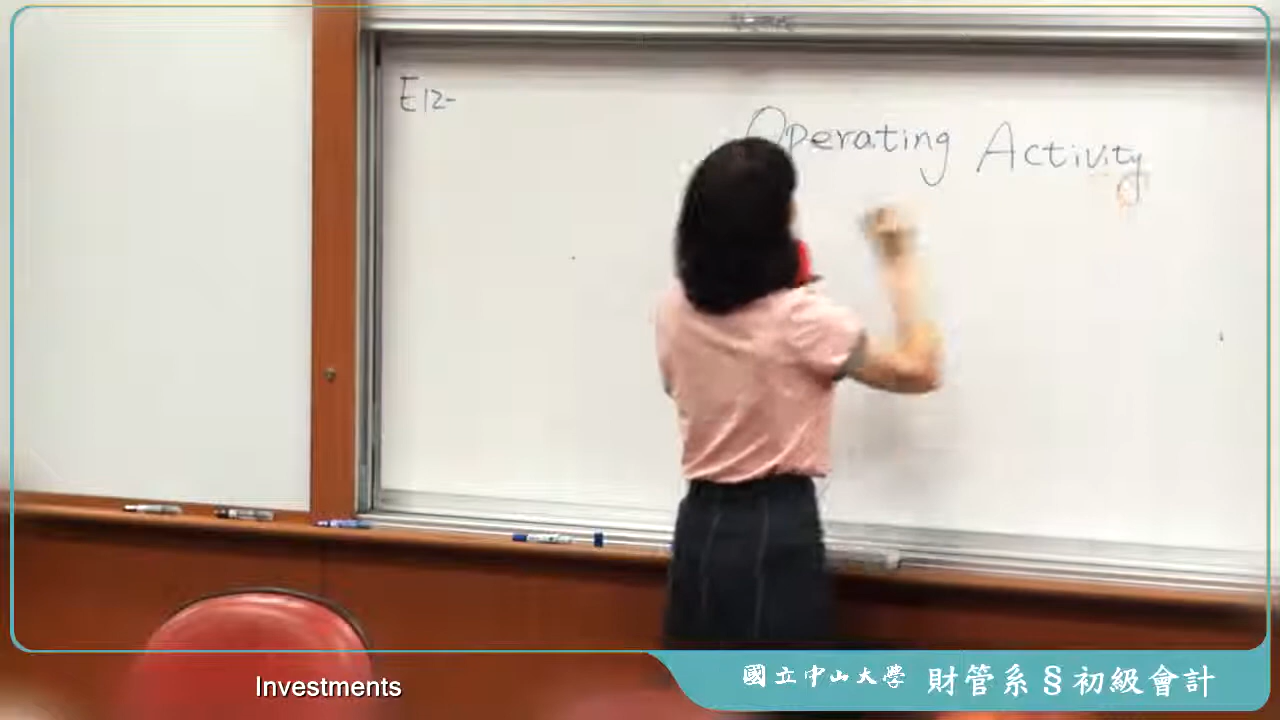 E12-
Operating Activity
Investments
國立中山大學 財管系§初級會計